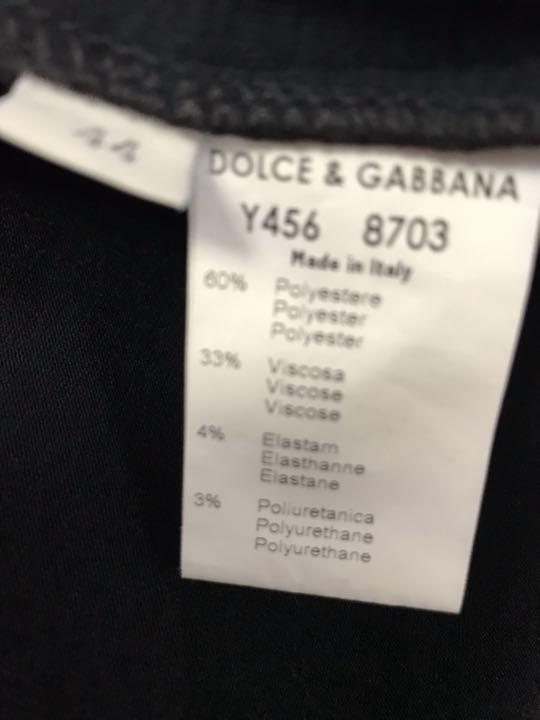 44
DOLCE & GABBANA
Y456 8703
Made in Italy
60% Polyestere
Polyester
Polyester
33% Viscosa
Viscose
Viscose
4% Elastam
Elasthanne
Elastane
3% Poliuretanica
Polyurethane
Polyurethane